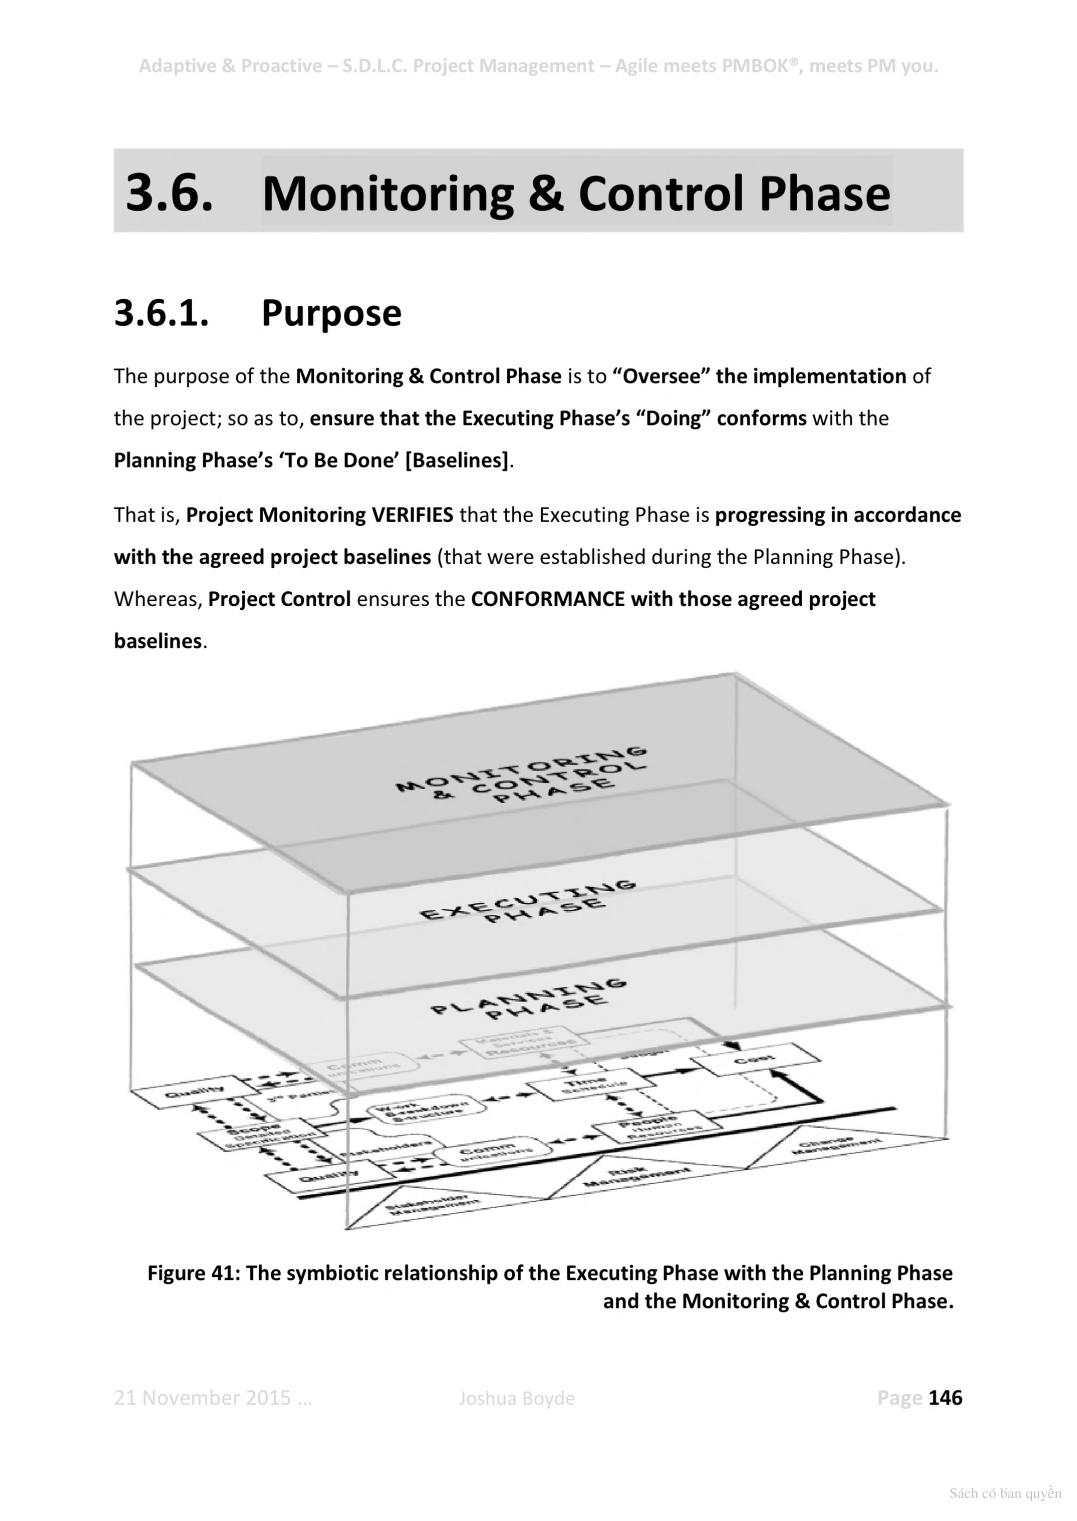 Adaptive & Proactive – S.D.L.C. Project Management – Agile meets PMBOK®, meets PM you.
3.6. Monitoring & Control Phase
3.6.1. Purpose
The purpose of the Monitoring & Control Phase is to “Oversee” the implementation of
the project; so as to, ensure that the Executing Phase’s “Doing” conforms with the
Planning Phase’s ‘To Be Done’ [Baselines].
That is, Project Monitoring VERIFIES that the Executing Phase is progressing in accordance
with the agreed project baselines (that were established during the Planning Phase).
Whereas, Project Control ensures the CONFORMANCE with those agreed project
baselines.
MONITORING
& CONTROL
PHASE
EXECUTING
PHASE
PLANNING
PHASE
Materials &
Services
Resources
Comm
unications
Quality
3rd Parties
Work
Breakdown
Structure
Time
Schedule
Cost
Scope
Detailed
Specification
People
Human
Resources
Stakeholders
Comm
unications
Quality
Change
Management
Risk
Management
Stakeholder
Management
Figure 41: The symbiotic relationship of the Executing Phase with the Planning Phase
and the Monitoring & Control Phase.
21 November 2015 ... Joshua Boyde Page 146
Sách có bản quyền